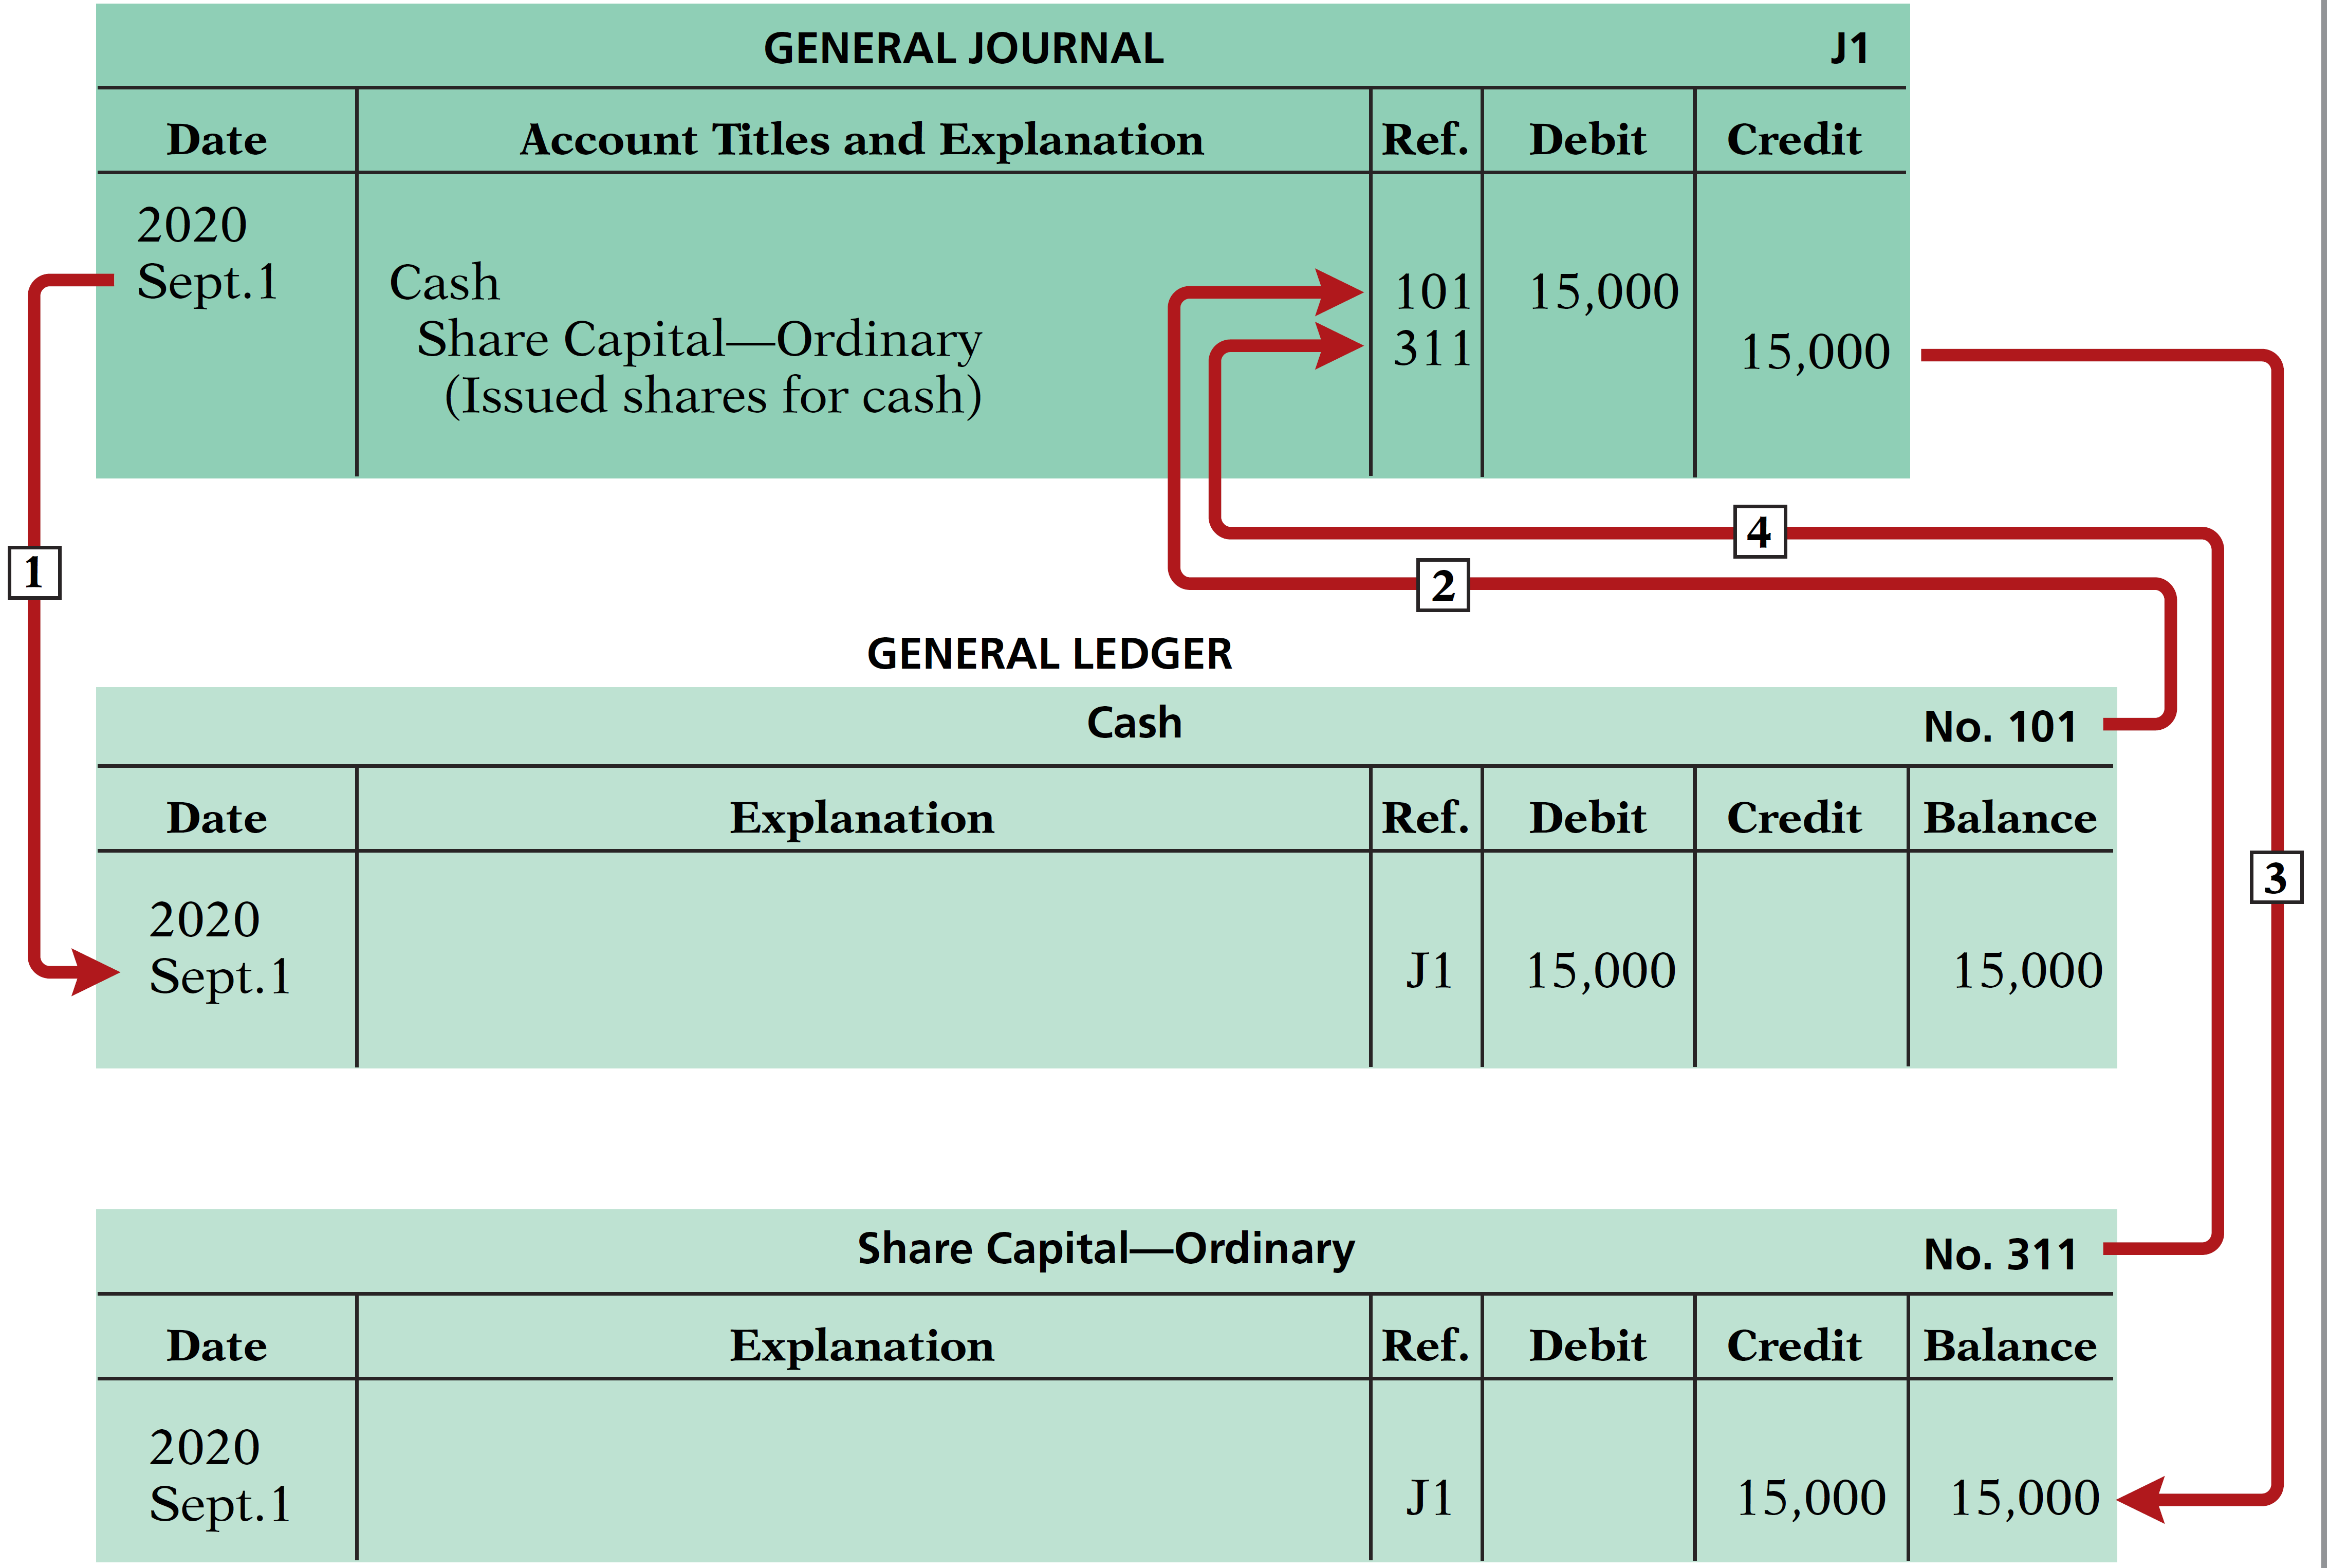 GENERAL JOURNAL J1
Date Account Titles and Explanation Ref. Debit Credit
2020
Sept.1 Cash 101 15,000
Share Capital—Ordinary 311 15,000
(Issued shares for cash)
4
1
2
GENERAL LEDGER
Cash No. 101
Date Explanation Ref. Debit Credit Balance
3
2020
Sept.1 J1 15,000 15,000
Share Capital—Ordinary No. 311
Date Explanation Ref. Debit Credit Balance
2020
Sept.1 J1 15,000 15,000